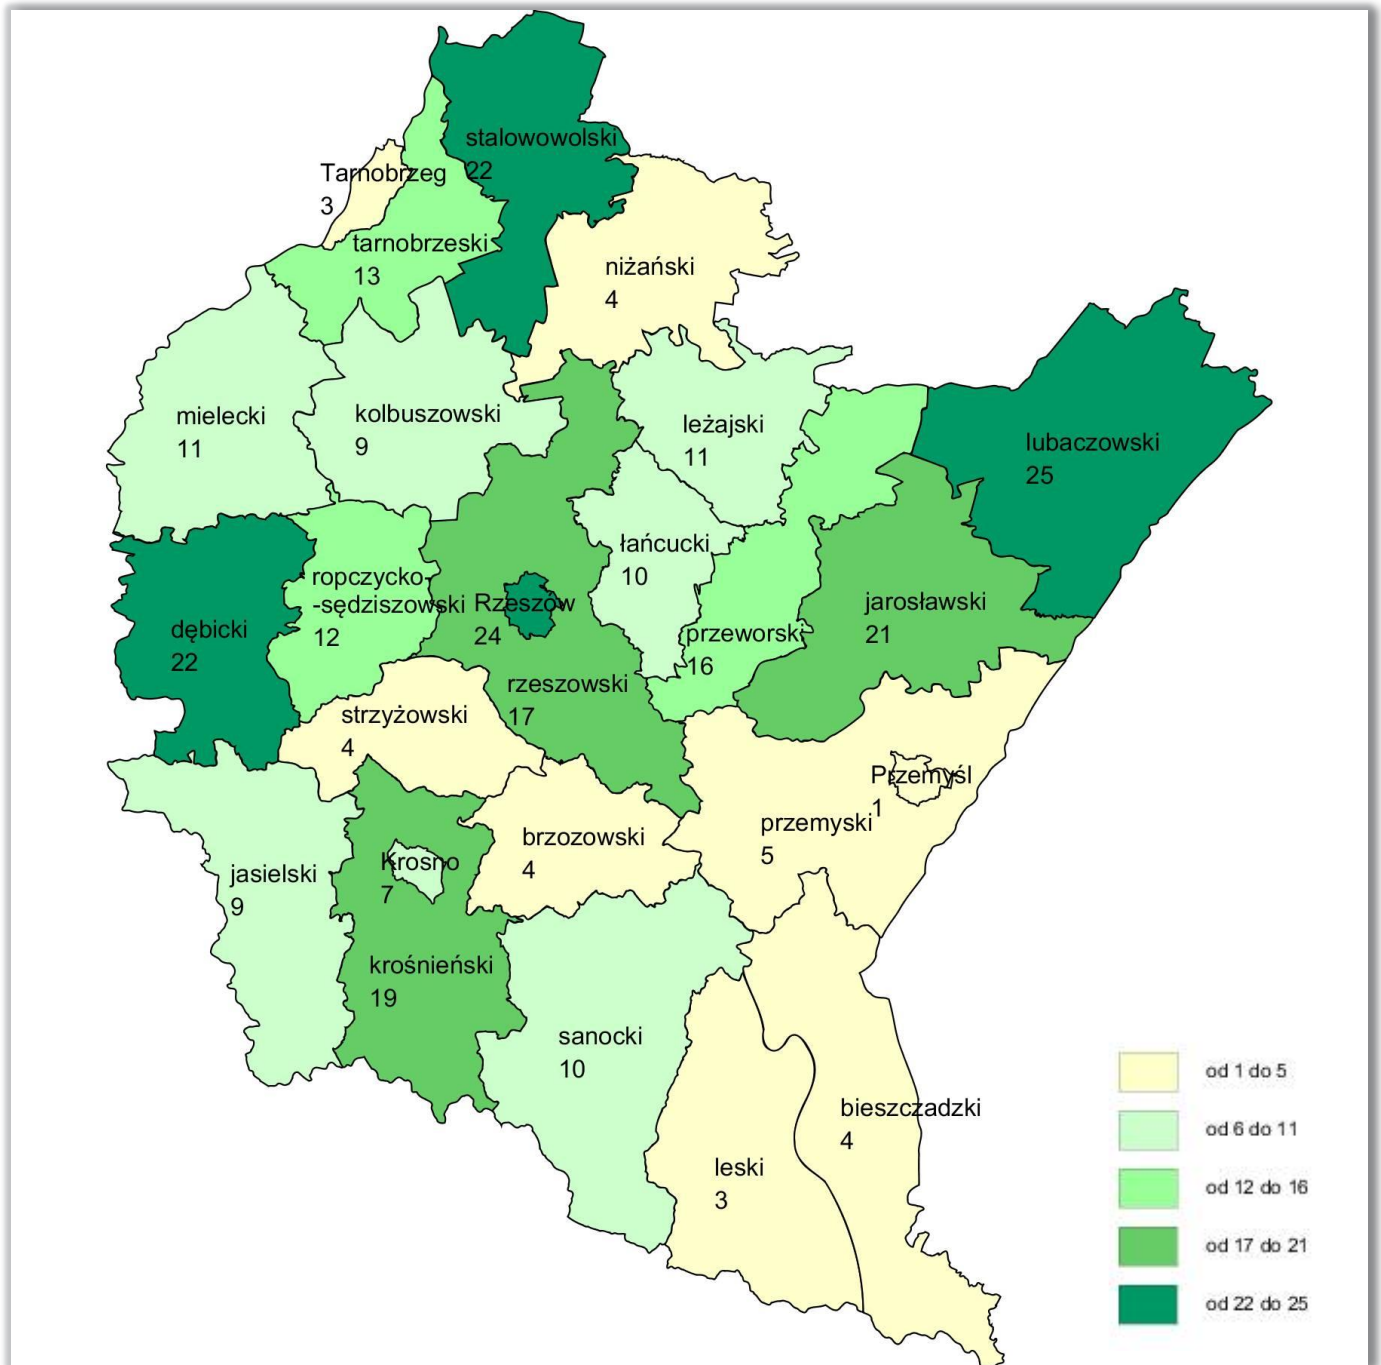 stalowowolski
22
Tarnobrzeg
3
tarnobrzeski
13
niżański
4
mielecki
11
kolbuszowski
9
leżajski
11
lubaczowski
25
łańcucki
10
ropczycko-
-sędziszowski
12
Rzeszów
24
dębicki
22
przeworski
16
jarosławski
21
rzeszowski
17
strzyżowski
4
Przemyśl
1
przemyski
5
brzozowski
4
jasielski
9
Krosno
7
krośnieński
19
sanocki
10
bieszczadzki
4
leski
3
od 1 do 5
od 6 do 11
od 12 do 16
od 17 do 21
od 22 do 25